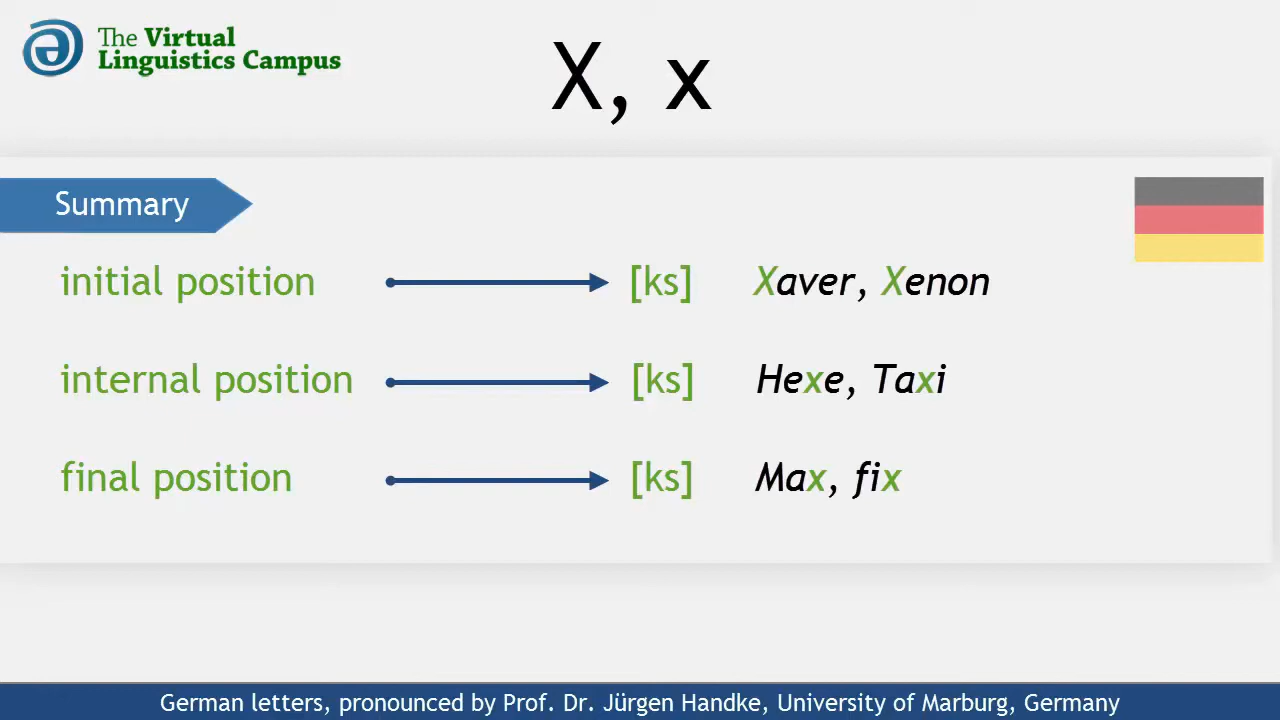 The Virtual
Linguistics Campus
X, x
Summary
initial position [ks] Xaver, Xenon
internal position [ks] Hexe, Taxi
final position [ks] Max, fix
German letters, pronounced by Prof. Dr. Jürgen Handke, University of Marburg, Germany